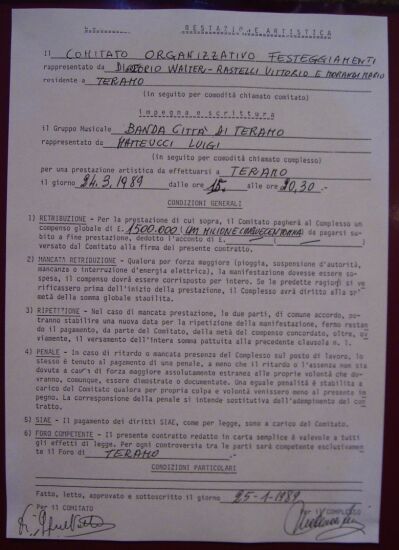 PRESTAZIONE ARTISTICA
Il COMITATO ORGANIZZATIVO FESTEGGIAMENTI
rappresentato da WALTER - RASTELLI VITTORIO E MORANDI MARIO
residente a TERAMO
(in seguito per comodità chiamato comitato)
impegna e scrittura
il Gruppo Musicale BANDA CITTÀ DI TERAMO
rappresentato da MATTEUCCI LUIGI
(in seguito per comodità chiamato complesso)
per una prestazione artistica da effettuarsi a TERAMO
il giorno 24.3.1989 dalle ore 15.- alle ore 20,30.-
CONDIZIONI GENERALI
1) RETRIBUZIONE - Per la prestazione di cui sopra, il Comitato pagherà al Complesso un
compenso globale di £. 1500.000 (UN MILIONE CINQUECENTOMILA) da pagarsi su-
bito a fine prestazione, dedotto l'acconto di £. ( )
versato dal Comitato alla firma del presente contratto.
2) MANCATA RETRIBUZIONE - Qualora per forza maggiore (pioggia, sospensione d'autorità,
mancanza o interruzione d'energia elettrica), la manifestazione dovesse essere so-
spesa, il compenso dovrà essere corrisposto per intero. Se le predette ragioni si ve
rificassero prima dell'inizio della prestazione, il Complesso avrà diritto alla
metà della somma globale stabilita.
3) RIPETIZIONE - Nel caso di mancata prestazione, le due parti, di comune accordo, po-
tranno stabilire una nuova data per la ripetizione della manifestazione, fermo restan
do il pagamento, da parte del Comitato, della metà del compenso concordato, oltre,
viamente, il versamento dell'intera somma pattuita alla precedente clausola n. 1.
4) PENALE - In caso di ritardo o mancata presenza del Complesso sul posto di lavoro, lo
stesso è tenuto al pagamento di una penale, a meno che il ritardo o l'assenza non sia
dovuta a causa di forza maggiore assolutamente estranea alle proprie volontà che do-
vranno, comunque, essere dimostrate o documentate. Una eguale penalità è stabilita a
carico del Comitato qualora per propria colpa e volontà venissero meno al presente im
pegno. La corresponsione della penale si intende sostitutiva dell'adempimento del con
tratto.
5) SIAE - Il pagamento dei diritti SIAE, come per legge, sono a carico del Comitato.
6) FORO COMPETENTE - Il presente contratto redatto in carta semplice è valevole a tutti
gli effetti di legge. Per ogni controversia tra le parti sarà competente esclusivamen-
te il Foro di TERAMO
CONDIZIONI PARTICOLARI
Fatto, letto, approvato e sottoscritto il giorno 25-1-1989
Per il COMITATO Per il COMPLESSO